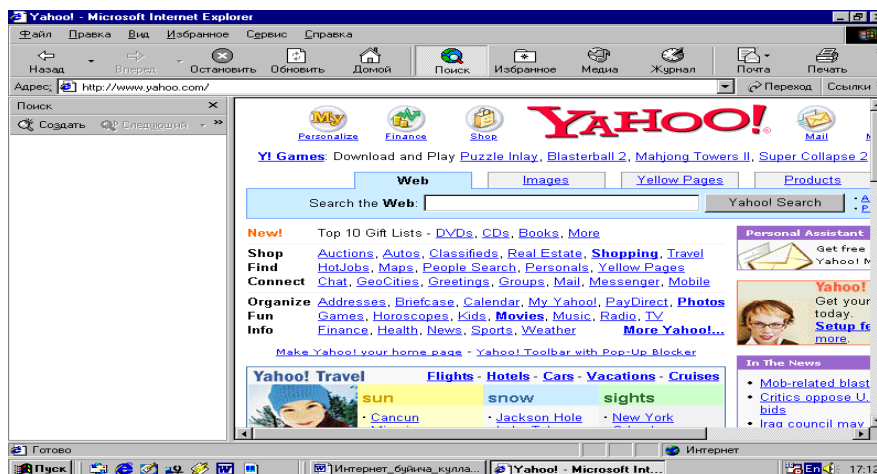 Yahoo! - Microsoft Internet Explorer
Файл Правка Вид Избранное Сервис Справка
Назад Вперед Остановить Обновить Домой Поиск Избранное Медиа Журнал Почта Печать
Адрес: http://www.yahoo.com/ Переход Ссылки
Поиск
Создать Следующий
My YAHOO!
Personalize Finance Shop Mail
Y! Games: Download and Play Puzzle Inlay, Blasterball 2, Mahjong Towers II, Super Collapse 2
Web Images Yellow Pages Products
Search the Web: Yahoo! Search · A
· P
New! Top 10 Gift Lists - DVDs, CDs, Books, More
Personal Assistant
Shop Auctions, Autos, Classifieds, Real Estate, Shopping, Travel
Find HotJobs, Maps, People Search, Personals, Yellow Pages
Connect Chat, GeoCities, Greetings, Groups, Mail, Messenger, Mobile
Get free
Yahoo! M
Organize Addresses, Briefcase, Calendar, My Yahoo!, PayDirect, Photos
Fun Games, Horoscopes, Kids, Movies, Music, Radio, TV
Info Finance, Health, News, Sports, Weather More Yahoo!...
Yahoo!
Get your
today.
Setup fe
more.
Make Yahoo! your home page - Yahoo! Toolbar with Pop-Up Blocker
Yahoo! Travel Flights - Hotels - Cars - Vacations - Cruises
sun snow sights
· Cancun · Jackson Hole · New York
In The News
• Mob-related blast
• Critics oppose U.
bids
• Iraq council may
Готово Интернет
Пуск Интернет_буйича_кулла... Yahoo! - Microsoft Int... En 17:12